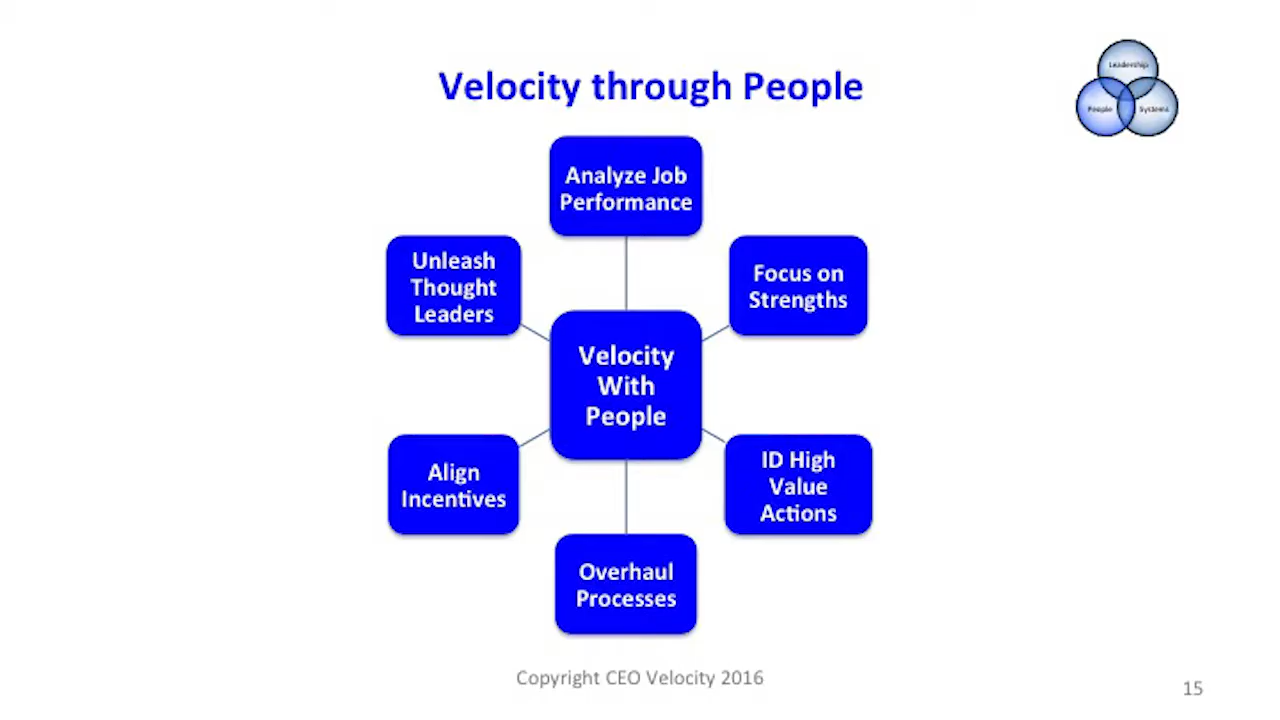 Velocity through People
Leadership
People
Systems
Analyze Job
Performance
Focus on
Strengths
ID High
Value
Actions
Overhaul
Processes
Align
Incentives
Unleash
Thought
Leaders
Velocity
With
People
Copyright CEO Velocity 2016
15